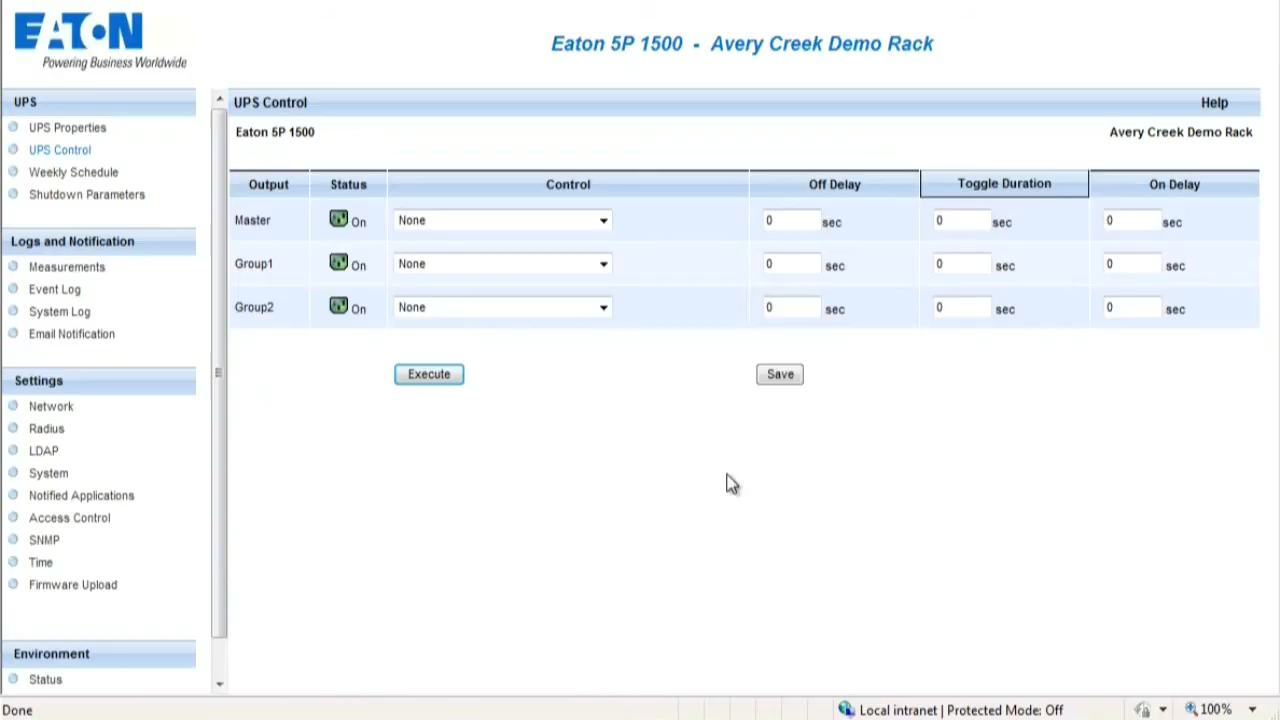 EATON
Powering Business Worldwide
Eaton 5P 1500 - Avery Creek Demo Rack
UPS
UPS Properties
UPS Control
Weekly Schedule
Shutdown Parameters
Logs and Notification
Measurements
Event Log
System Log
Email Notification
Settings
Network
Radius
LDAP
System
Notified Applications
Access Control
SNMP
Time
Firmware Upload
Environment
Status
UPS Control Help
Eaton 5P 1500 Avery Creek Demo Rack
Output Status Control Off Delay Toggle Duration On Delay
Master On None 0 sec 0 sec 0 sec
Group1 On None 0 sec 0 sec 0 sec
Group2 On None 0 sec 0 sec 0 sec
Execute Save
Done Local intranet | Protected Mode: Off 100%